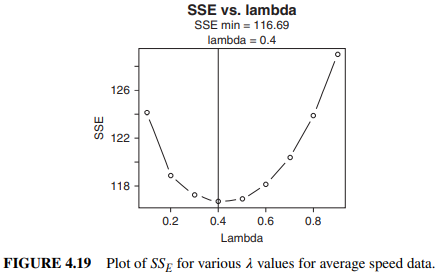 SSE vs. lambda
SSE min = 116.69
lambda = 0.4
SSE
126
122
118
0.2 0.4 0.6 0.8
Lambda
FIGURE 4.19 Plot of SS_E for various λ values for average speed data.